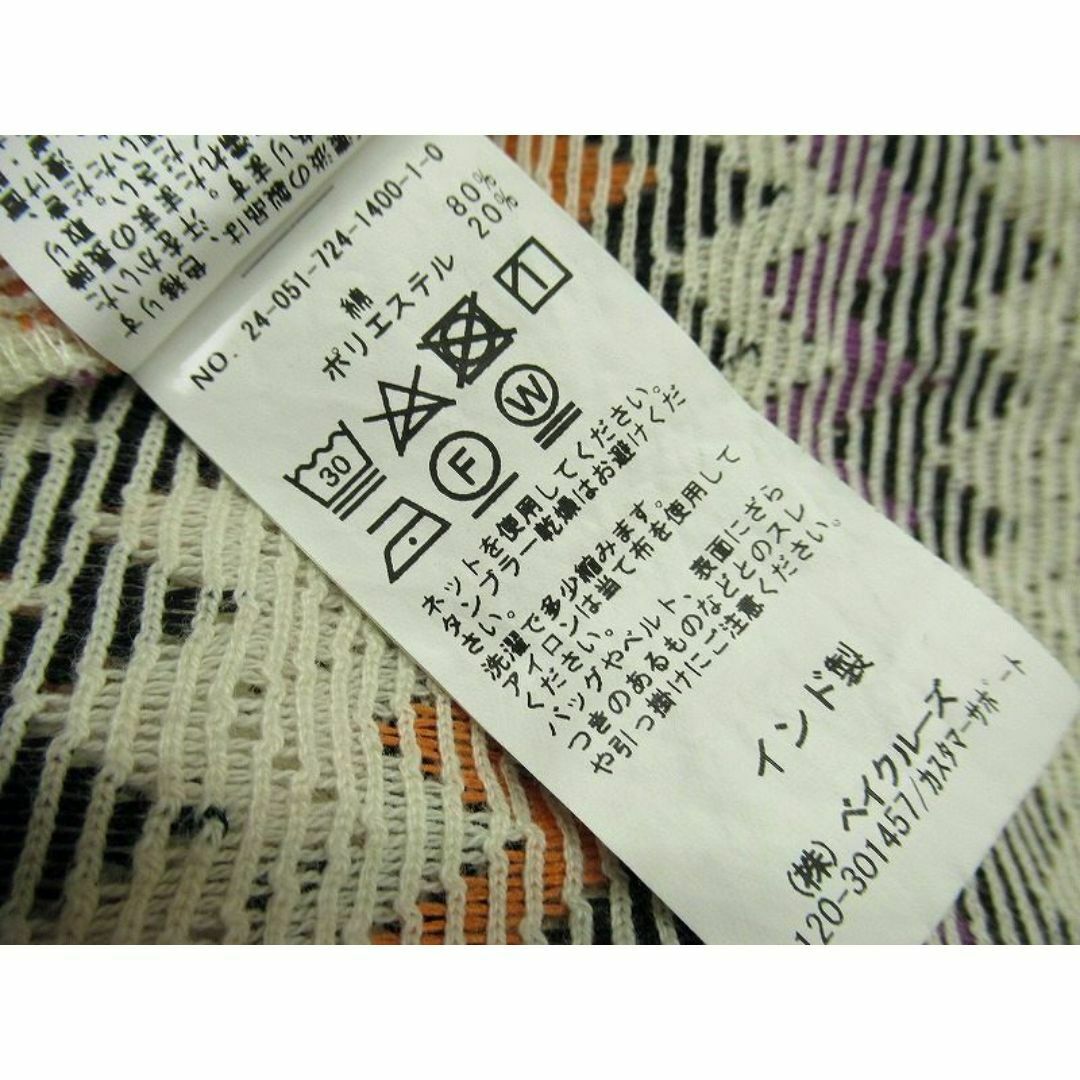 NO. 24-051-724-1400-1-0
綿 80%
ポリエステル 20%
30
1
F
W
ネットを使用してください。
タンブラー乾燥はお避けくだ
さい。
洗濯で多少縮みます。
アイロンは当て布を使用して
ください。
バッグやベルト、表面にざら
つきのあるものなどとのスレ
や引っ掛けにご注意ください。
インド製
(株) ベイクルーズ
120-301457/カスタマーサポート